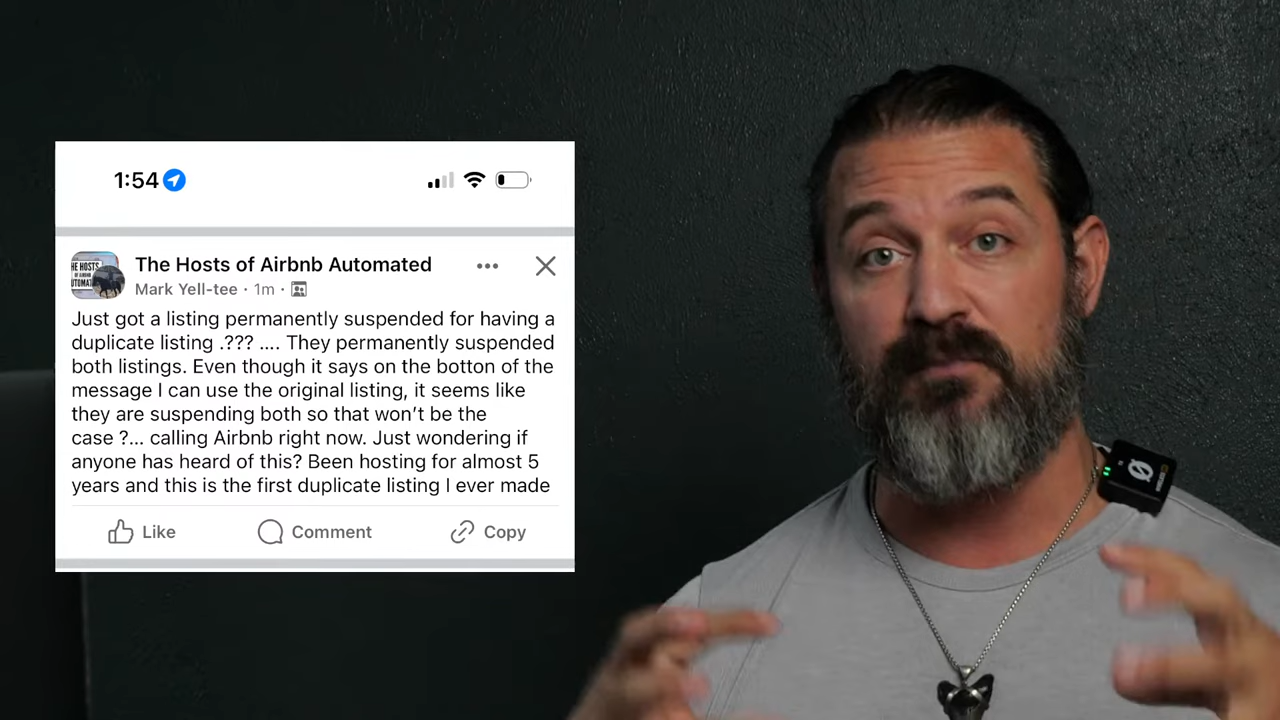 1:54
THE HOSTS
OF AIRBNB
The Hosts of Airbnb Automated
Mark Yell-tee · 1m ·
Just got a listing permanently suspended for having a
duplicate listing .??? .... They permanently suspended
both listings. Even though it says on the botton of the
message I can use the original listing, it seems like
they are suspending both so that won't be the
case ?... calling Airbnb right now. Just wondering if
anyone has heard of this? Been hosting for almost 5
years and this is the first duplicate listing I ever made
Like Comment Copy